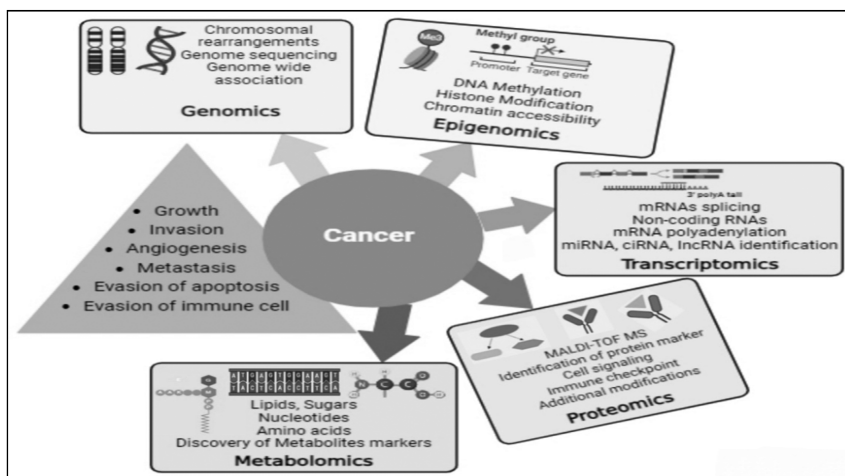 Chromosomal
rearrangements
Genome sequencing
Genome wide
association
Genomics
Me3
Methyl group
Promoter
Target gene
DNA Methylation
Histone Modification
Chromatin accessibility
Epigenomics
3' polyA tail
mRNAs splicing
Non-coding RNAs
mRNA polyadenylation
miRNA, ciRNA, lncRNA identification
Transcriptomics
Cancer
• Growth
• Invasion
• Angiogenesis
• Metastasis
• Evasion of apoptosis
• Evasion of immune cell
MALDI-TOF MS
Identification of protein marker
Cell signaling
Immune checkpoint
Additional modifications
Proteomics
N C C
Lipids, Sugars
Nucleotides
Amino acids
Discovery of Metabolites markers
Metabolomics